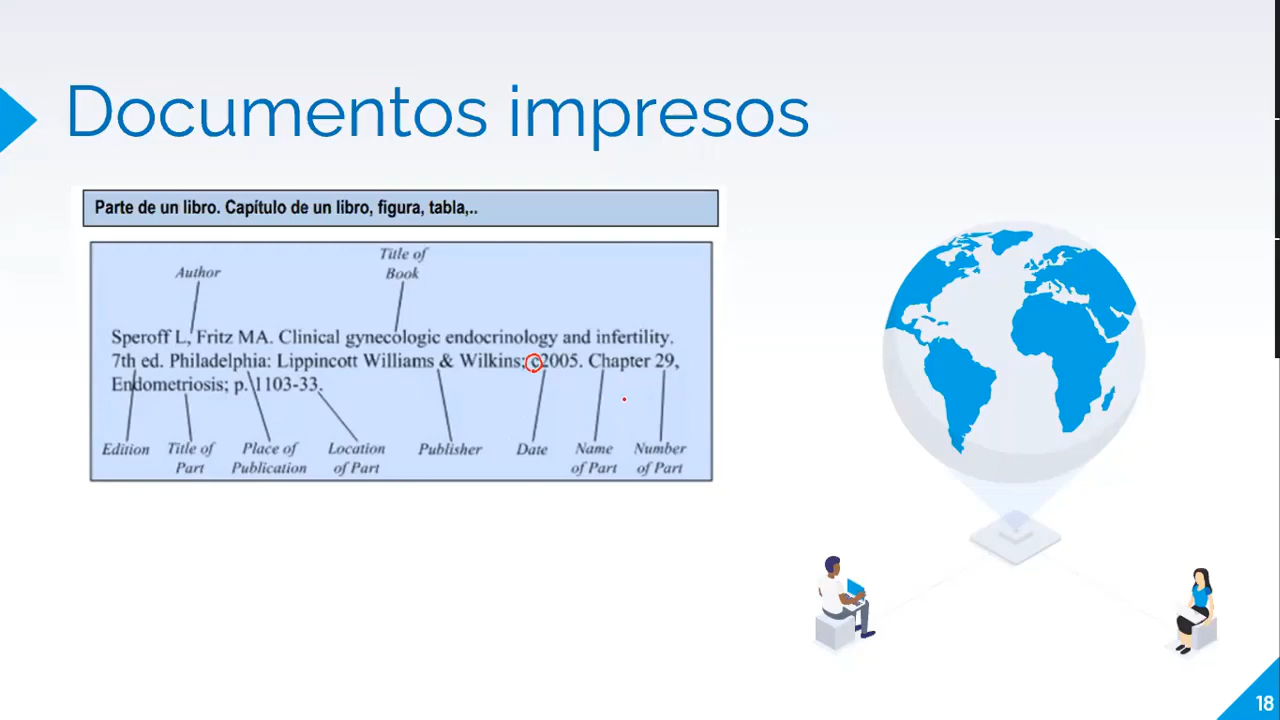 Documentos impresos
Parte de un libro. Capítulo de un libro, figura, tabla,..
Title of
Author Book
Speroff L, Fritz MA. Clinical gynecologic endocrinology and infertility.
7th ed. Philadelphia: Lippincott Williams & Wilkins; c2005. Chapter 29,
Endometriosis; p. 1103-33.
Edition Title of Place of Location Publisher Date Name Number
Part Publication of Part of Part of Part
18